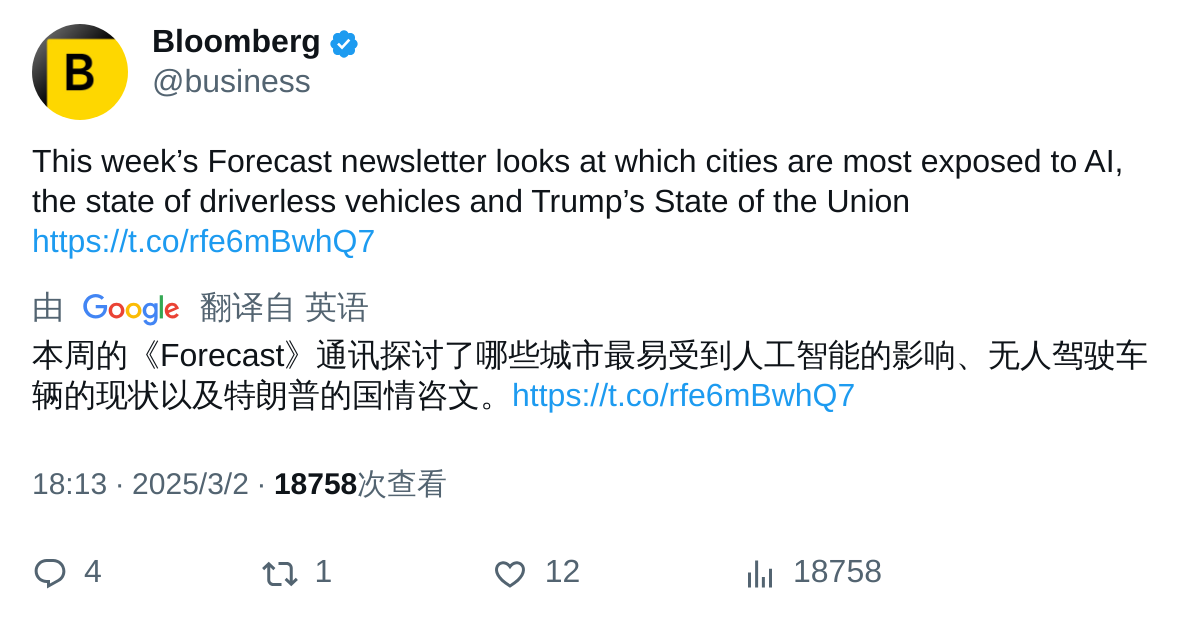 B
Bloomberg
@business
This week’s Forecast newsletter looks at which cities are most exposed to AI,
the state of driverless vehicles and Trump’s State of the Union
https://t.co/rfe6mBwhQ7
由 Google 翻译自 英语
本周的《Forecast》通讯探讨了哪些城市最易受到人工智能的影响、无人驾驶车
辆的现状以及特朗普的国情咨文。https://t.co/rfe6mBwhQ7
18:13 · 2025/3/2 · 18758次查看
4 1 12 18758